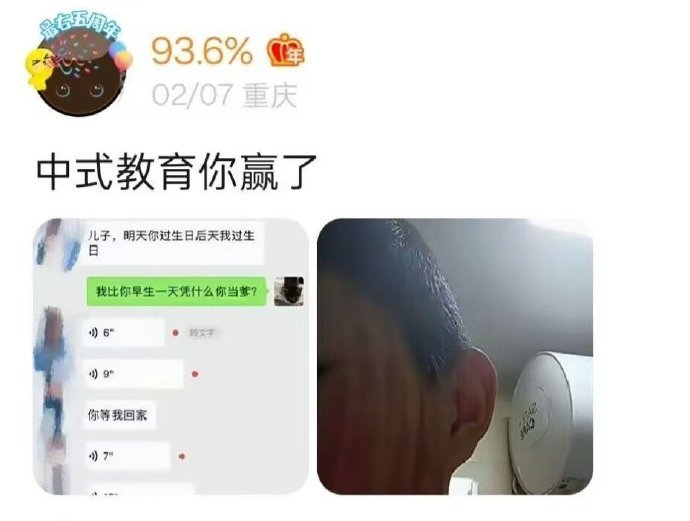 最右五周年
93.6%
年
02/07 重庆
中式教育你赢了
儿子，明天你过生日后天我过生
日
我比你早生一天凭什么你当爹？
6"
转文字
9"
你等我回家
7"